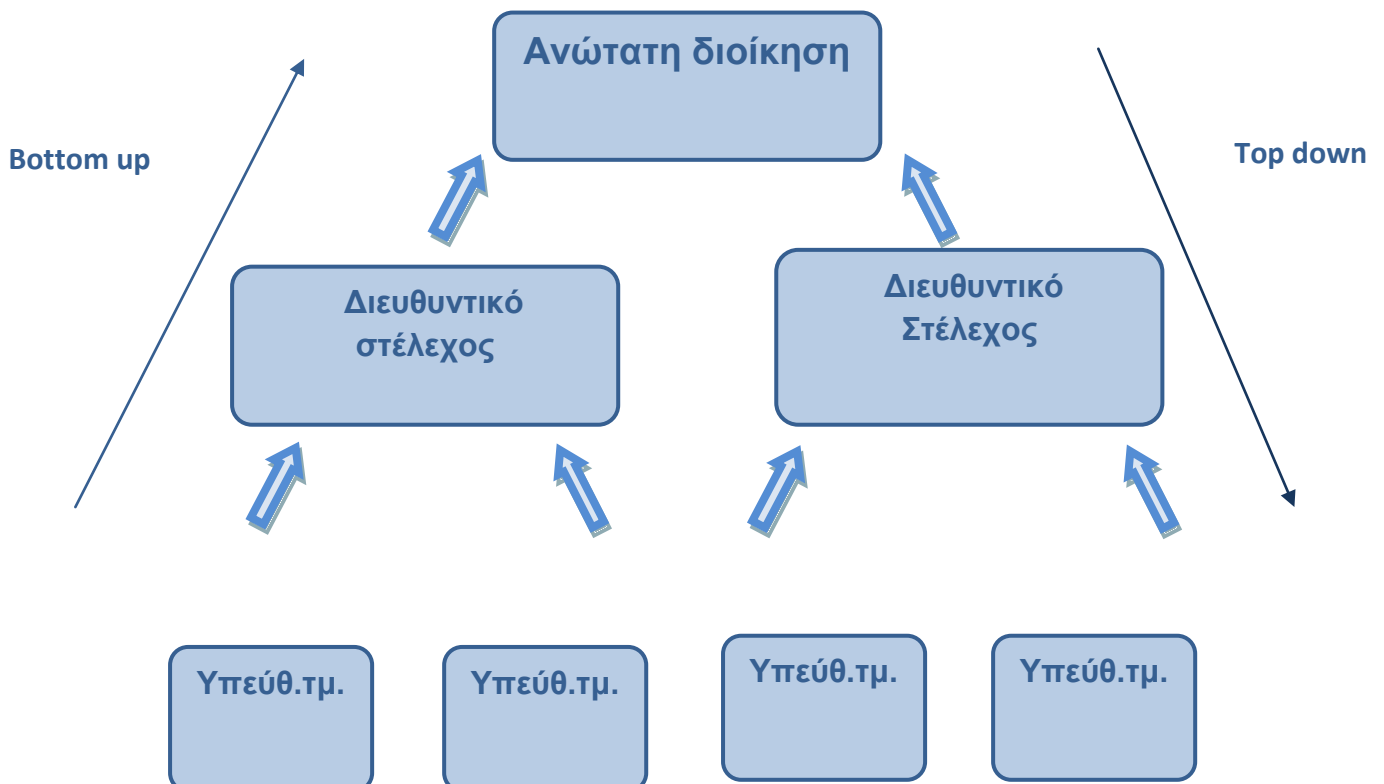 Ανώτατη διοίκηση
Bottom up
Top down
Διευθυντικό
στέλεχος
Διευθυντικό
Στέλεχος
Υπεύθ.τμ.
Υπεύθ.τμ.
Υπεύθ.τμ.
Υπεύθ.τμ.